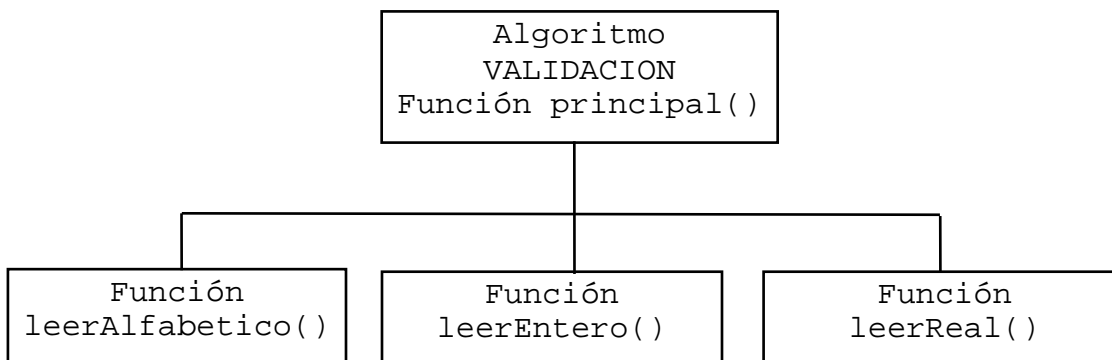 Algoritmo
VALIDACION
Función principal()
Función
leerAlfabetico()
Función
leerEntero()
Función
leerReal()